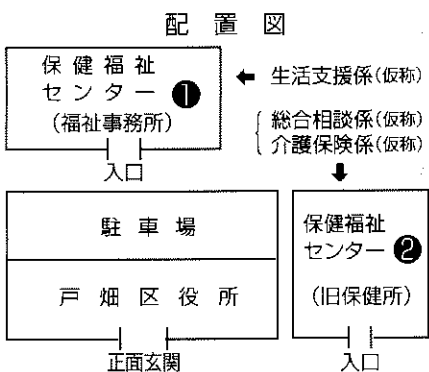 配置図
保健福祉
センター❶
(福祉事務所)
入口
生活支援係(仮称)
総合相談係(仮称)
介護保険係(仮称)
駐車場
戸畑区役所
正面玄関
保健福祉
センター❷
(旧保健所)
入口